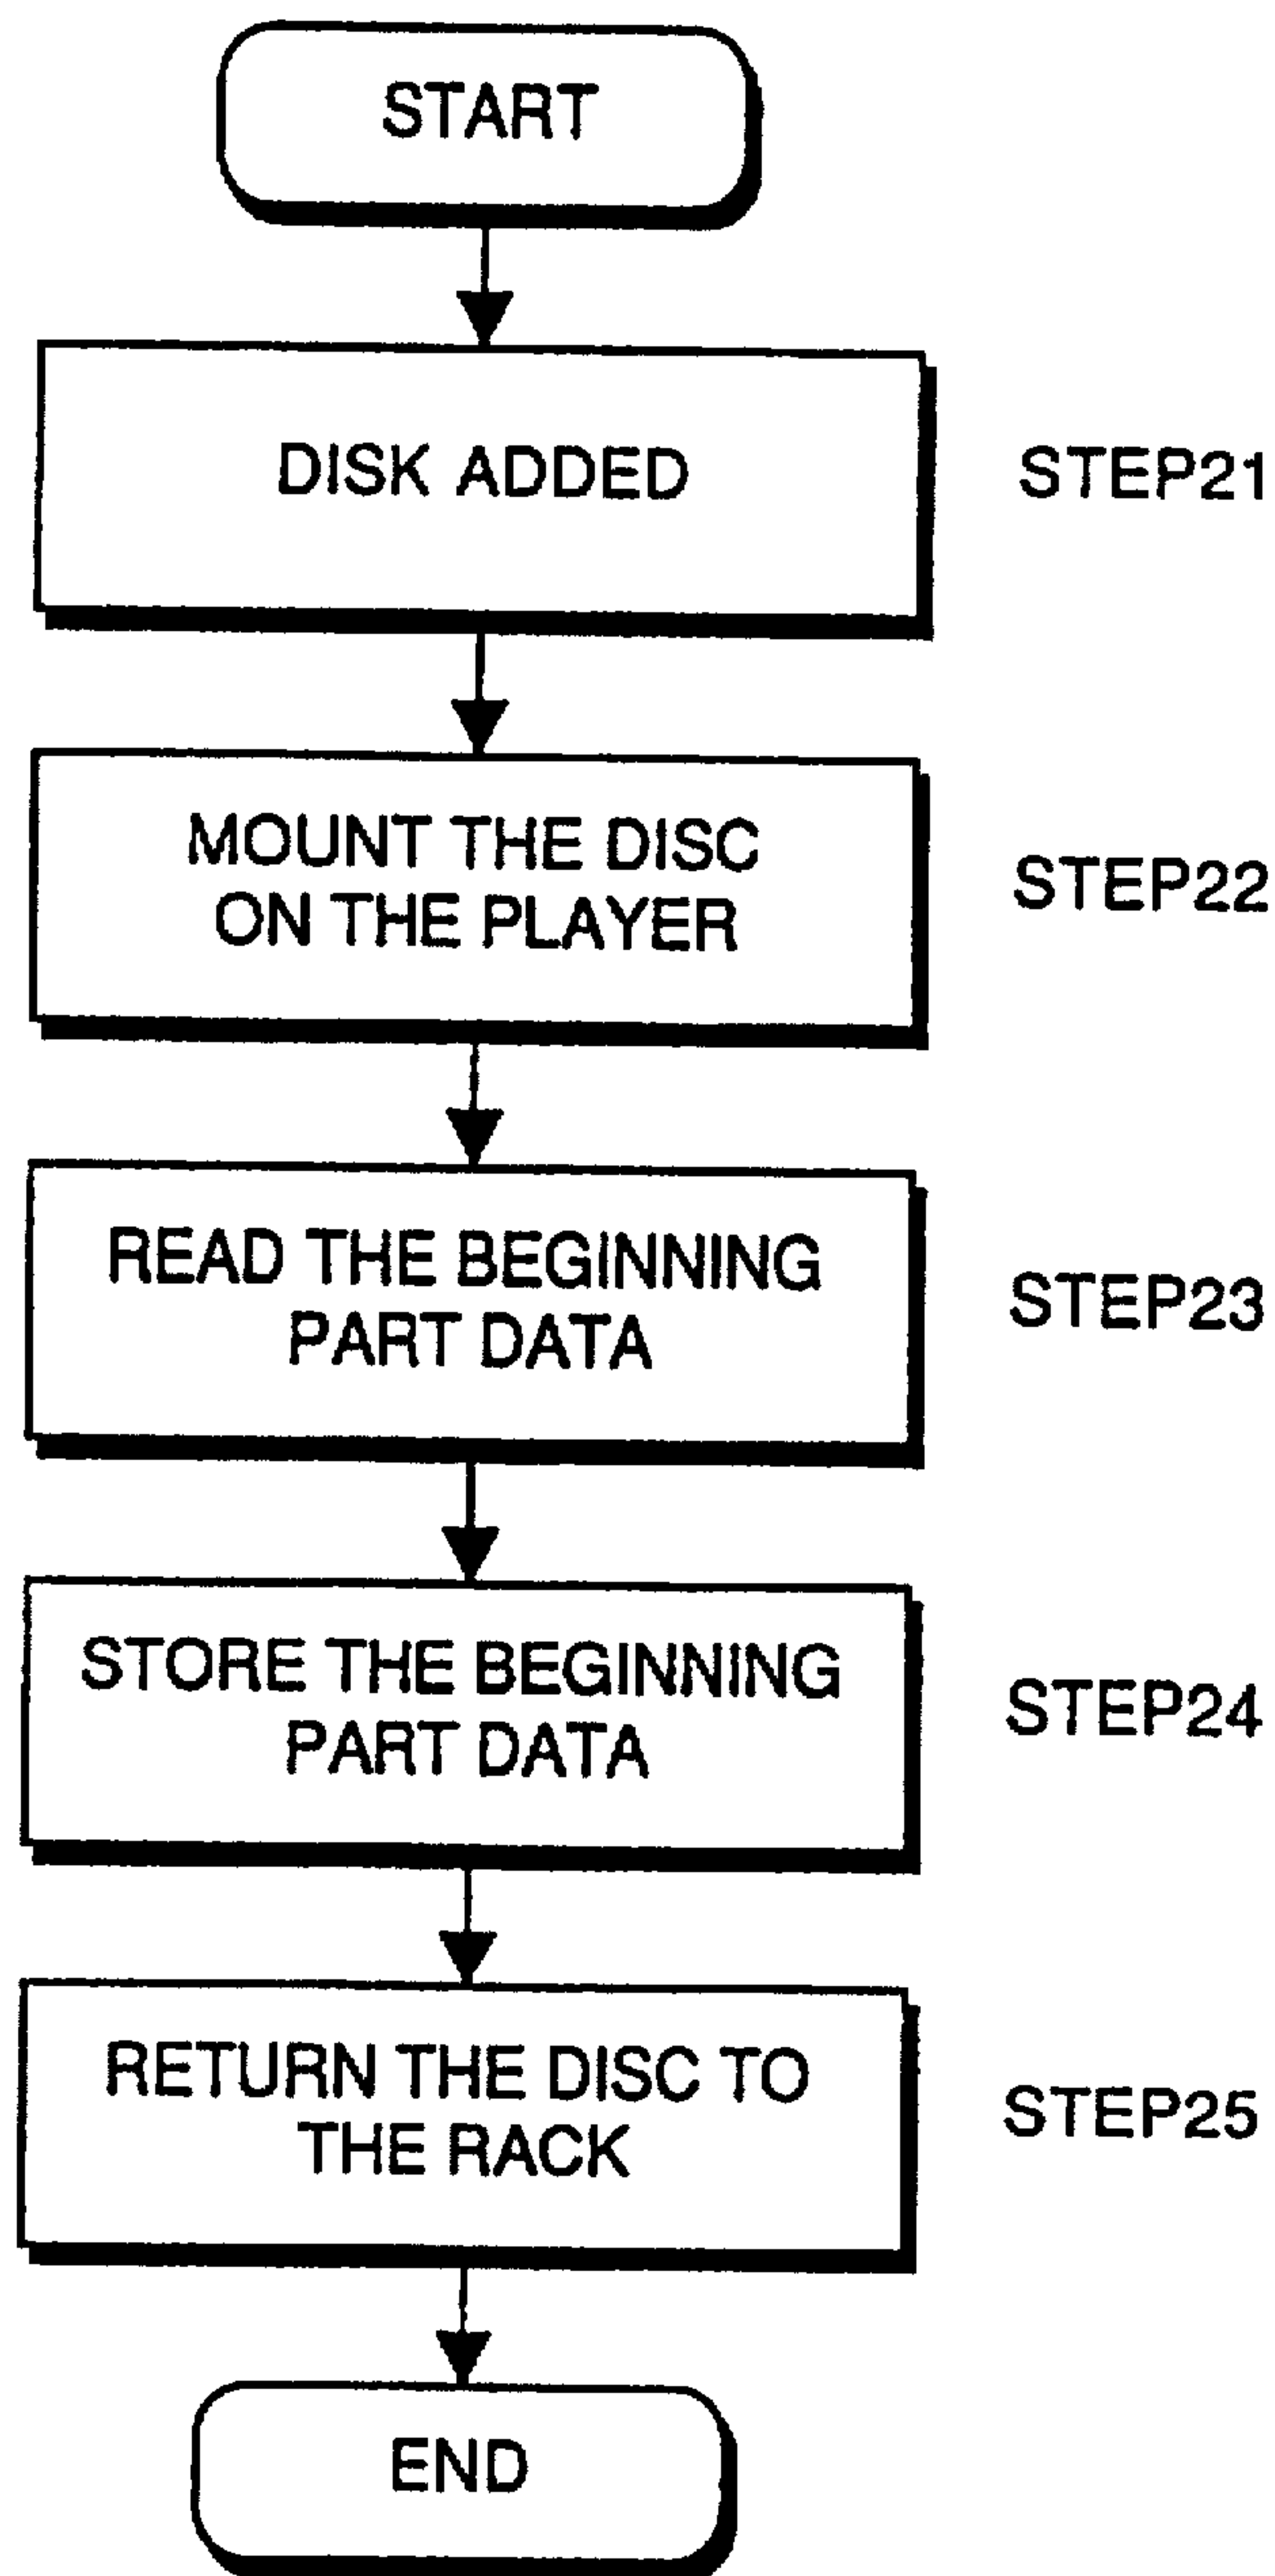 START
DISK ADDED
STEP21
MOUNT THE DISC
ON THE PLAYER
STEP22
READ THE BEGINNING
PART DATA
STEP23
STORE THE BEGINNING
PART DATA
STEP24
RETURN THE DISC TO
THE RACK
STEP25
END